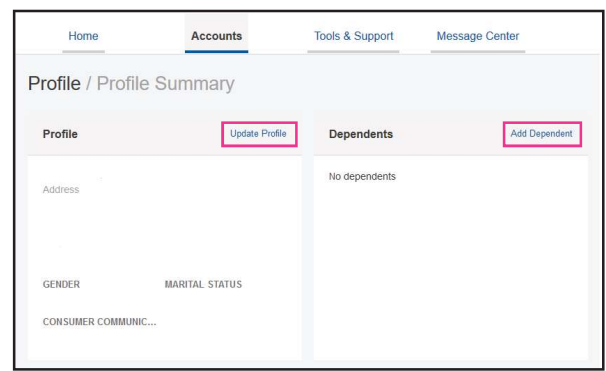 Home Accounts Tools & Support Message Center
Profile / Profile Summary
Profile Update Profile
Address
GENDER MARITAL STATUS
CONSUMER COMMUNIC...
Dependents Add Dependent
No dependents